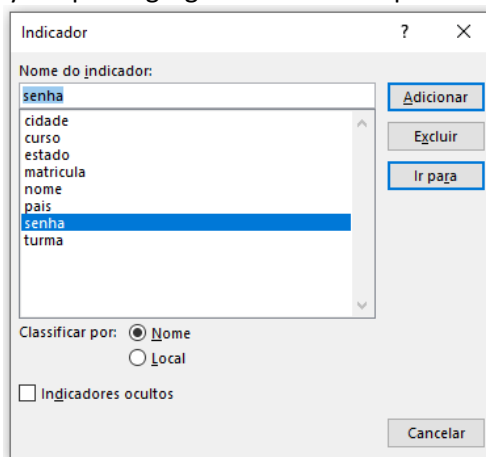 Indicador ? X
Nome do indicador:
senha
Adicionar
cidade
curso
estado
matricula
nome
pais
senha
turma
Excluir
Ir para
Classificar por: Nome
Local
Indicadores ocultos
Cancelar